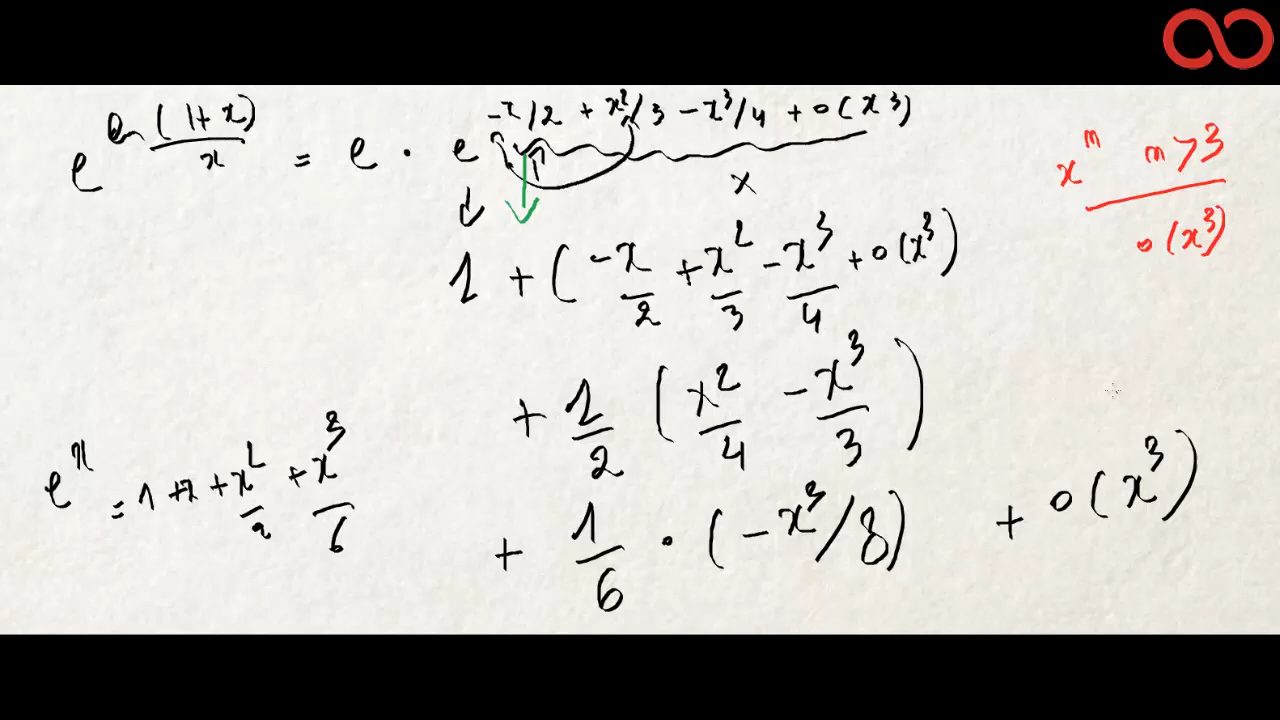 e^(ln(1+x)/x) = e · e^(-x/2 + x²/3 - x³/4 + o(x³))
x
x^n n>3
o(x³)
1 + (-x/2 + x²/3 - x³/4 + o(x³))
+ 1/2 (x²/4 - x³/3)
e^x = 1 + x + x²/2 + x³/6
+ 1/6 · (-x³/8) + o(x³)